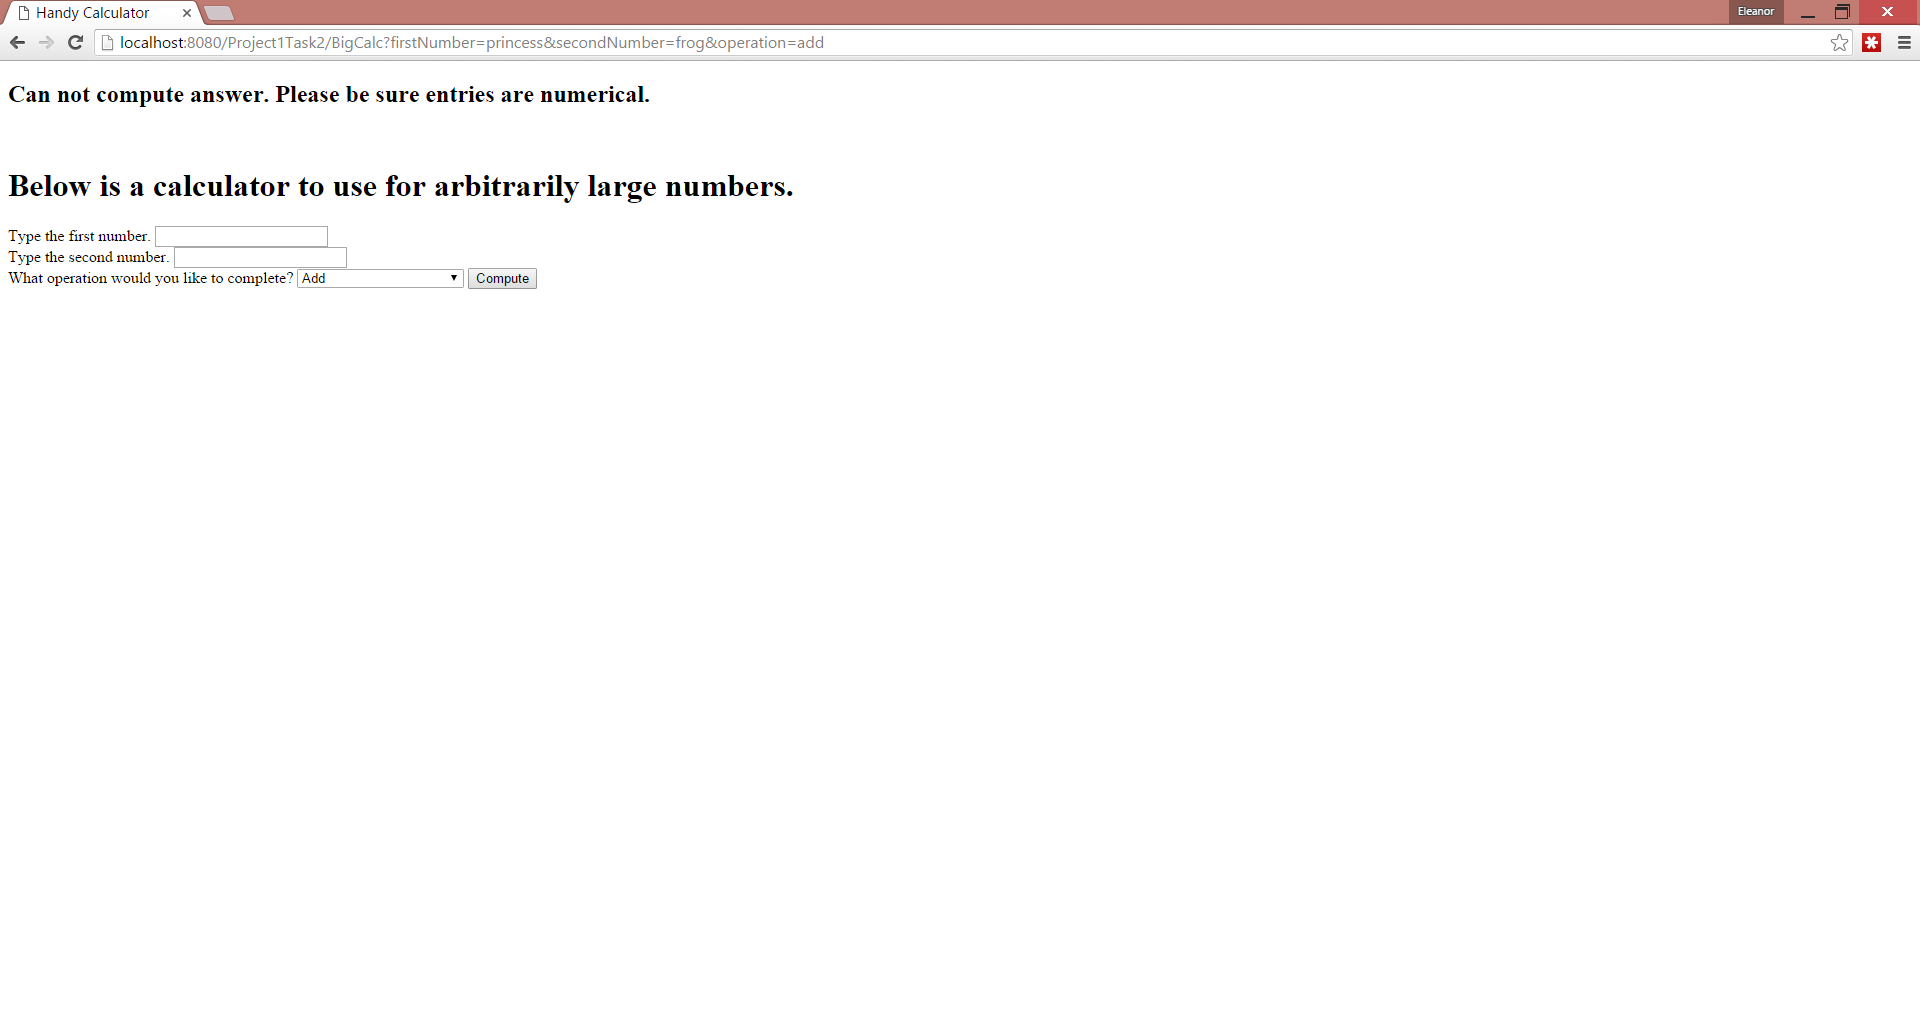 Handy Calculator
Eleanor
localhost:8080/Project1Task2/BigCalc?firstNumber=princess&secondNumber=frog&operation=add
Can not compute answer. Please be sure entries are numerical.
Below is a calculator to use for arbitrarily large numbers.
Type the first number.
Type the second number.
What operation would you like to complete? Add Compute